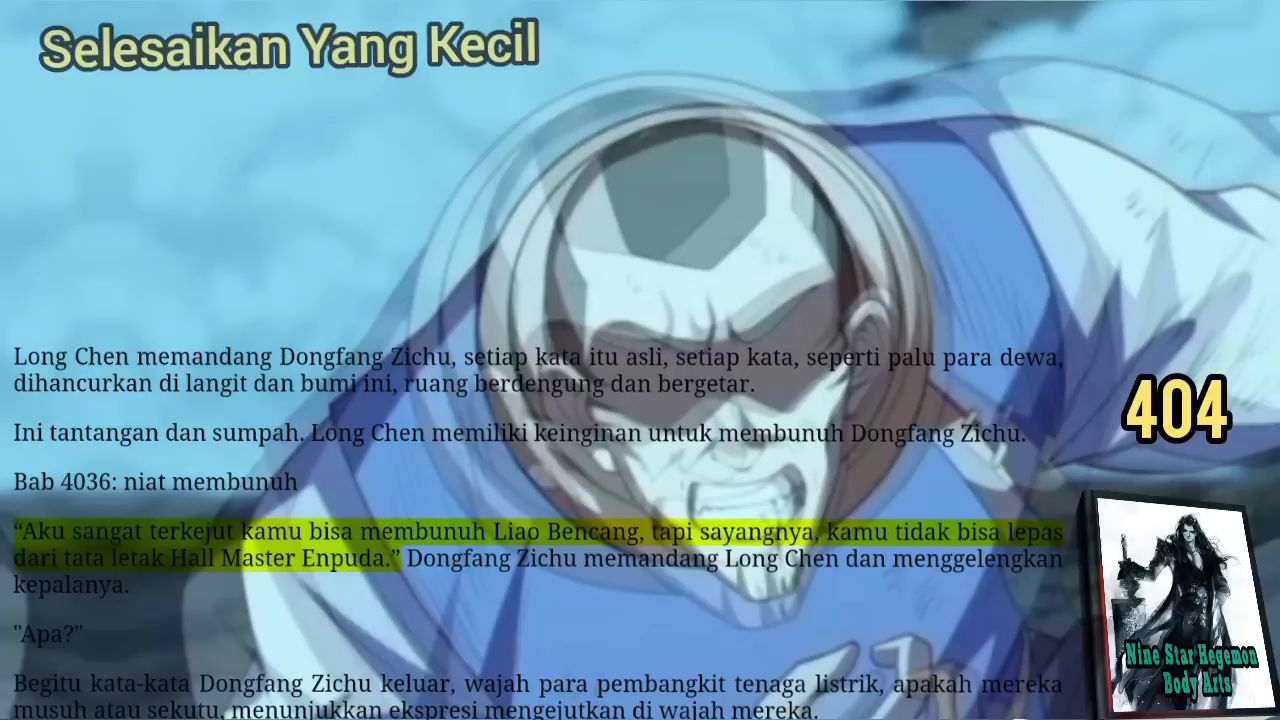 Selesaikan Yang Kecil
Long Chen memandang Dongfang Zichu, setiap kata itu asli, setiap kata, seperti palu para dewa,
dihancurkan di langit dan bumi ini, ruang berdengung dan bergetar.
Ini tantangan dan sumpah. Long Chen memiliki keinginan untuk membunuh Dongfang Zichu.
Bab 4036: niat membunuh
“Aku sangat terkejut kamu bisa membunuh Liao Bencang, tapi sayangnya, kamu tidak bisa lepas
dari tata letak Hall Master Enpuda.” Dongfang Zichu memandang Long Chen dan menggelengkan
kepalanya.
"Apa?"
Begitu kata-kata Dongfang Zichu keluar, wajah para pembangkit tenaga listrik, apakah mereka
musuh atau sekutu, menunjukkan ekspresi mengejutkan di wajah mereka.
404
Nine Star Hegemon
Body Arts